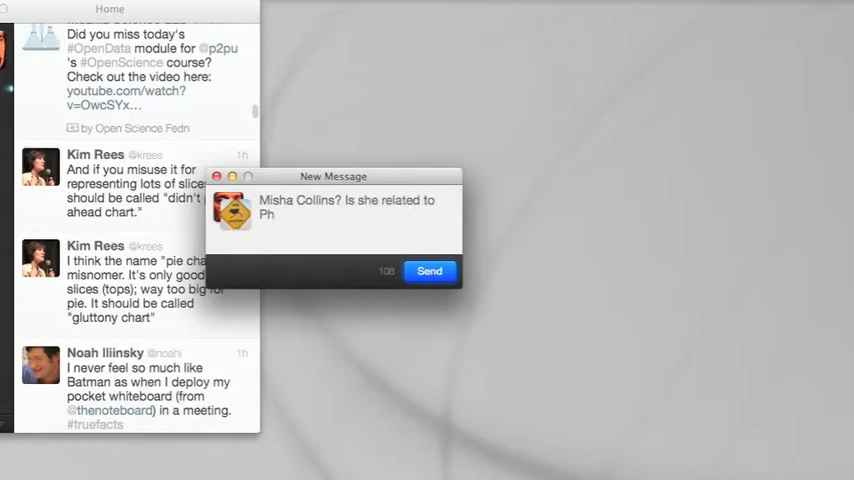 Home
Did you miss today's
#OpenData module for @p2pu
's #OpenScience course?
Check out the video here:
youtube.com/watch?
v=OwcSYx...
by Open Science Fedn
Kim Rees @krees 1h
And if you misuse it for
representing lots of slices
should be called "didn't
ahead chart."
Kim Rees @krees
I think the name "pie cha
misnomer. It's only good
slices (tops); way too big for
pie. It should be called
"gluttony chart"
Noah Iliinsky @noahi 1h
I never feel so much like
Batman as when I deploy my
pocket whiteboard (from
@thenoteboard) in a meeting.
#truefacts
New Message
Misha Collins? Is she related to
Ph
108
Send